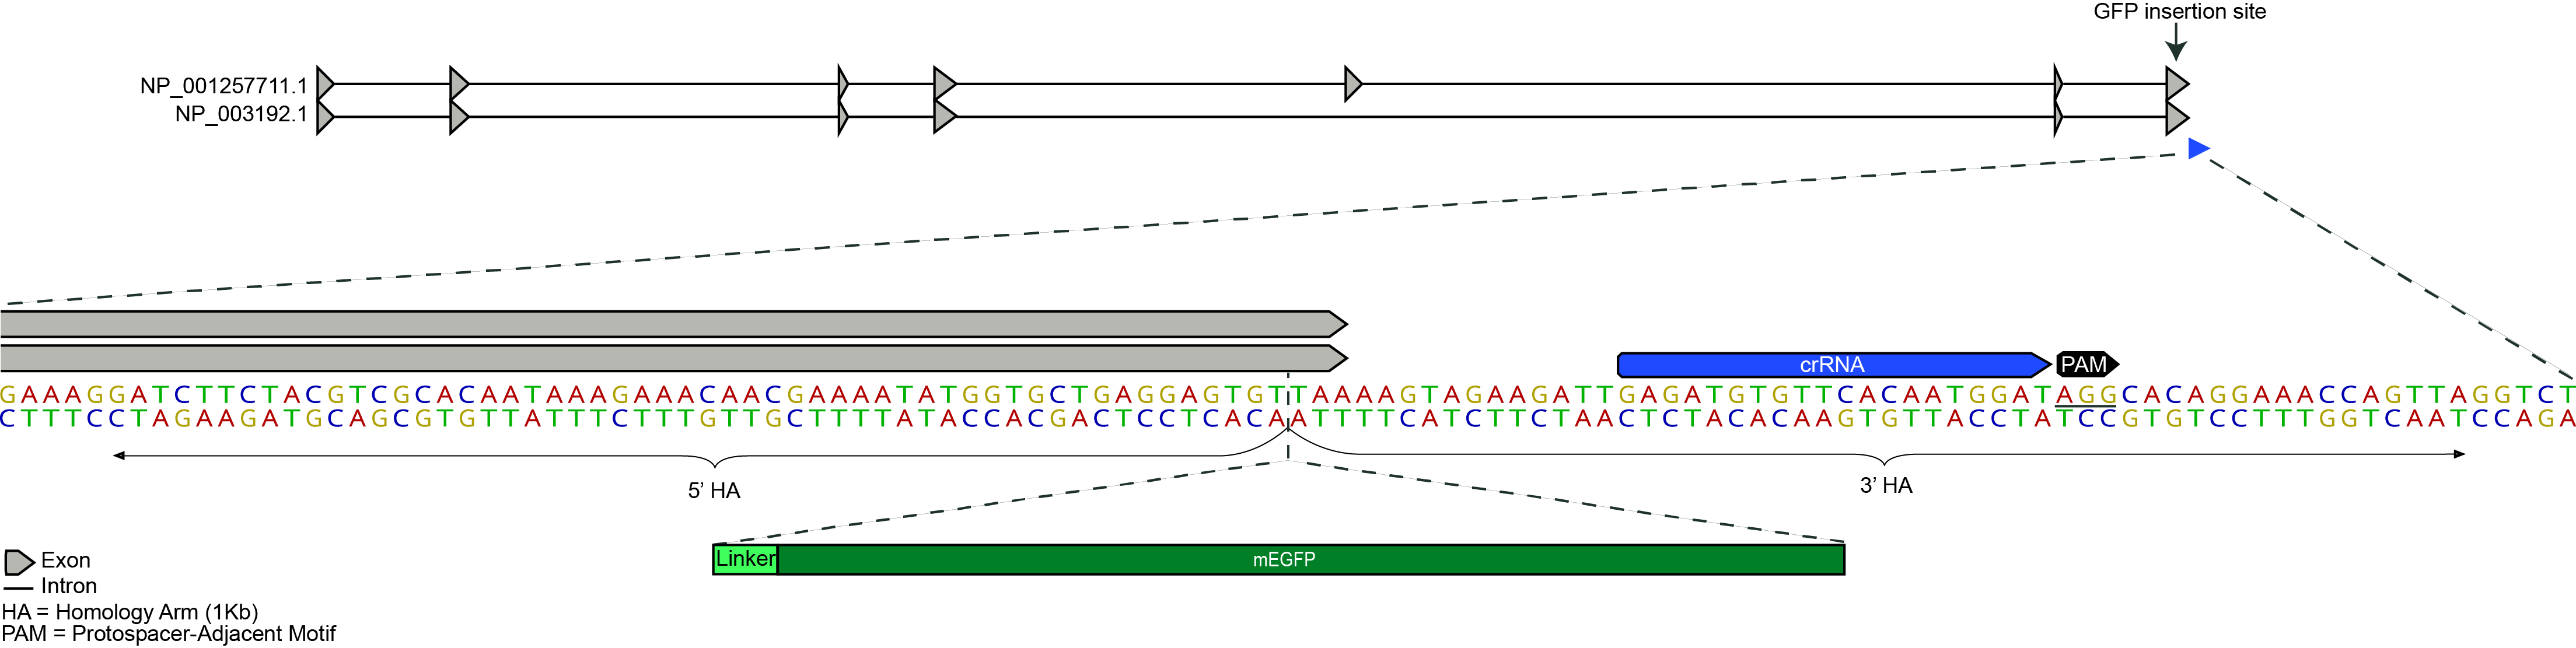 GFP insertion site
NP_001257711.1
NP_003192.1
crRNA
PAM
GAAAGGATCTTCTACGTCGCACAATAAAGAAACAACGAAAATATGGTGCTGAGGAGTGTTAAAAGTAGAAGATTGAGATGTGTTCACAATGGATAGGCACAGGAAACCAGTTAGGTCT
CTTTCCTAGAAGATGCAGCGTGTTATTTCTTTGTTGCTTTTATACCACGACTCCTCACAATTTTCATCTTCTAACTCTACACAAGTGTTACCTATCCGTGTCCTTTGGTCAATCCAGA
5’ HA
3’ HA
Linker
mEGFP
Exon
Intron
HA = Homology Arm (1Kb)
PAM = Protospacer-Adjacent Motif